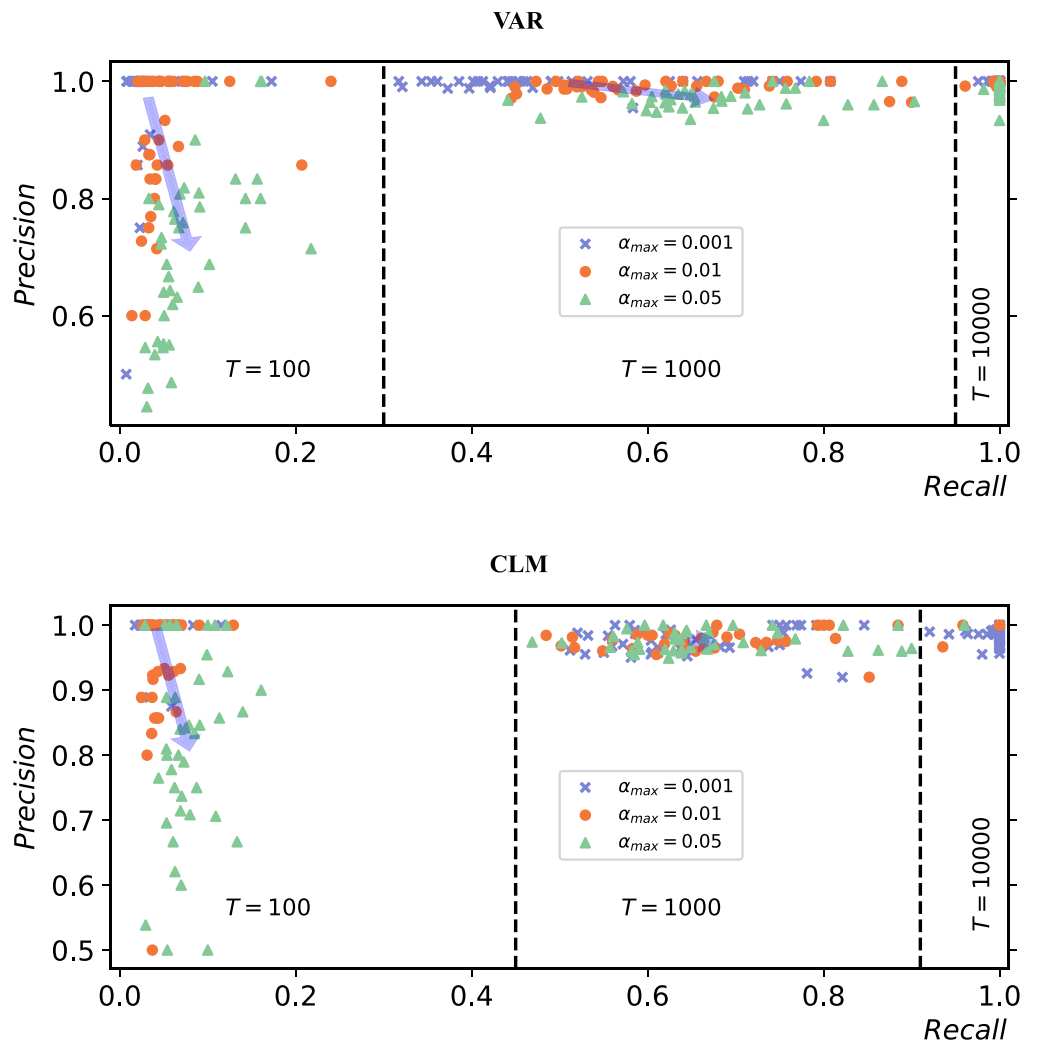 VAR
1.0
0.8
0.6
Precision
α_max = 0.001
α_max = 0.01
α_max = 0.05
T = 100
T = 1000
T = 10000
0.0 0.2 0.4 0.6 0.8 1.0
Recall
CLM
1.0
0.9
0.8
0.7
0.6
0.5
Precision
α_max = 0.001
α_max = 0.01
α_max = 0.05
T = 100
T = 1000
T = 10000
0.0 0.2 0.4 0.6 0.8 1.0
Recall